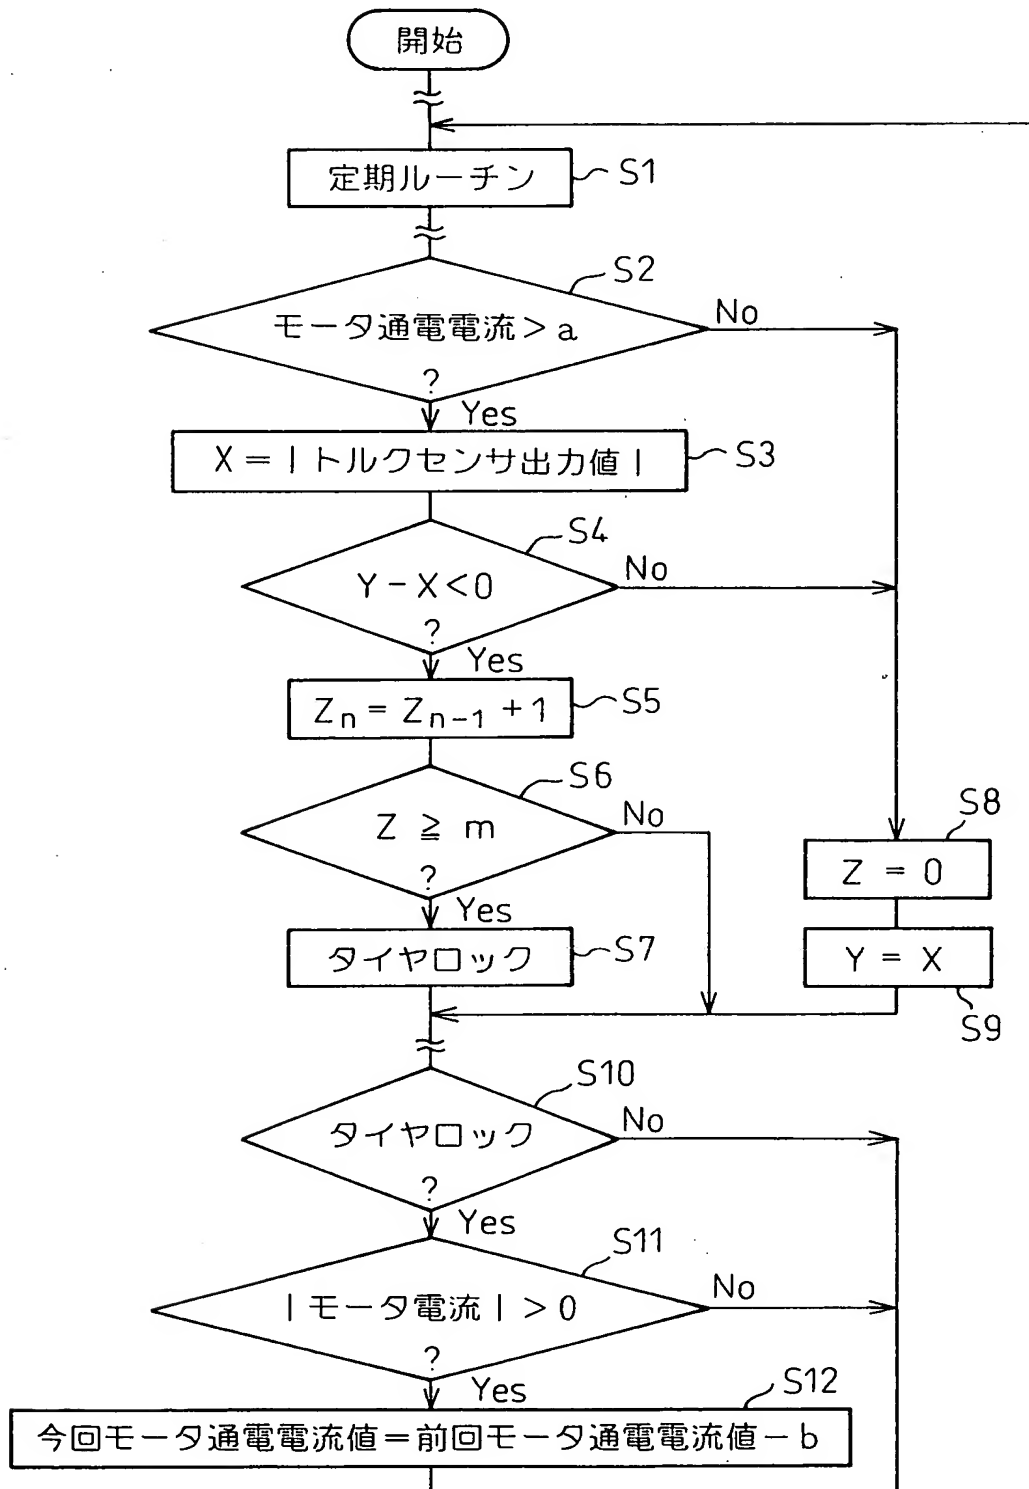 開始
定期ルーチン
S1
S2
モータ通電電流>a
?
No
Yes
X=|トルクセンサ出力値|
S3
S4
Y-X<0
?
No
Yes
Zn=Zn-1+1
S5
S6
Z ≧ m
?
No
Yes
タイヤロック
S7
S8
Z = 0
Y = X
S9
S10
タイヤロック
?
No
Yes
S11
|モータ電流|>0
?
No
Yes
S12
今回モータ通電電流値=前回モータ通電電流値-b